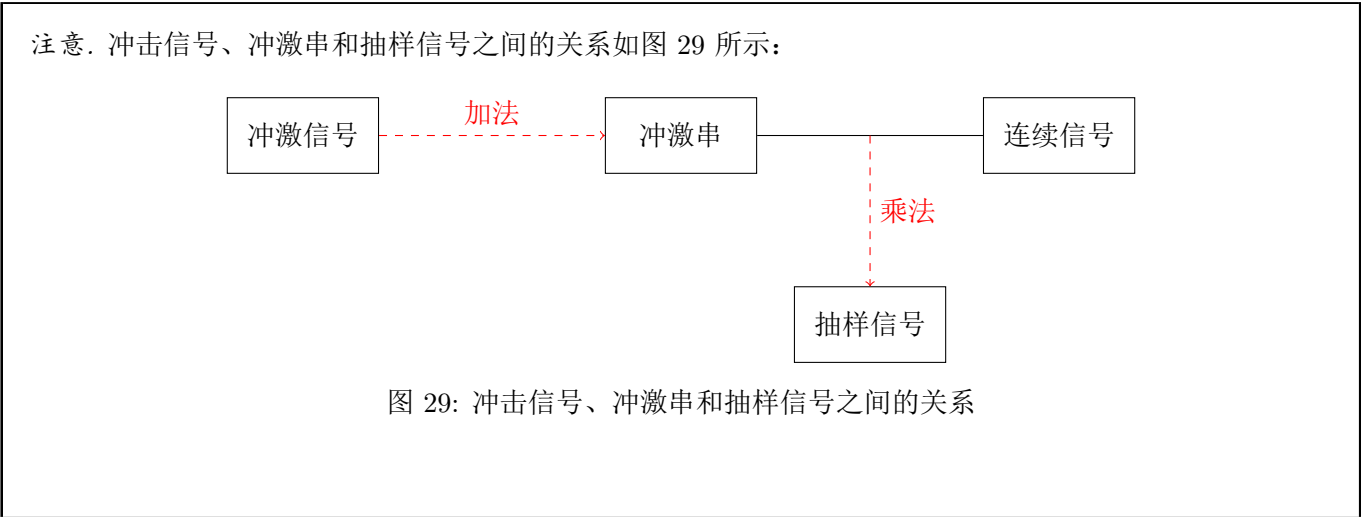 注意. 冲击信号、冲激串和抽样信号之间的关系如图 29 所示：
加法
冲激信号
冲激串
连续信号
乘法
抽样信号
图 29: 冲击信号、冲激串和抽样信号之间的关系